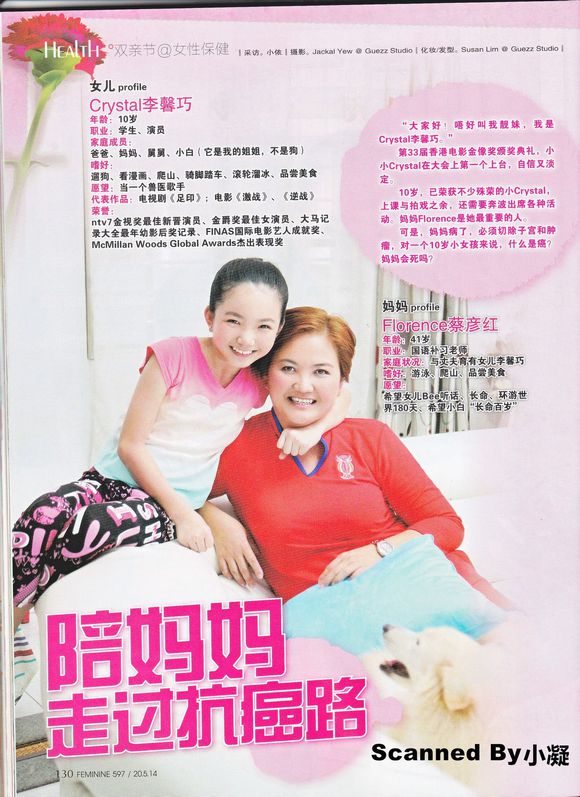 HEALTH 双亲节@女性保健 | 采访。小侬 | 摄影。Jackal Yew @ Guezz Studio | 化妆/发型。Susan Lim @ Guezz Studio |
女儿 profile
Crystal李馨巧
年龄：10岁
职业：学生、演员
家庭成员：
爸爸、妈妈、舅舅、小白（它是我的姐姐，不是狗）
嗜好：
遛狗、看漫画、爬山、骑脚踏车、滚轮溜冰、品尝美食
愿望：当一个兽医歌手
代表作品：电视剧《足印》；电影《激战》、《逆战》
荣誉：
ntv7金视奖最佳新晋演员、金爵奖最佳女演员、大马记
录大全最年幼影后奖记录、FINAS国际电影艺人成就奖、
McMillan Woods Global Awards杰出表现奖
“大家好！唔好叫我靓妹，我是
Crystal李馨巧。”
第33届香港电影金像奖颁奖典礼，小
小Crystal在大会上第一个上台，自信又淡
定。
10岁，已荣获不少殊荣的小Crystal，
上课与拍戏之余，还需要奔波出席各种活
动。妈妈Florence是她最重要的人。
可是，妈妈病了，必须切除子宫和肿
瘤，对一个10岁小女孩来说，什么是癌？
妈妈会死吗？
妈妈 profile
Florence蔡彦红
年龄：41岁
职业：国语补习老师
家庭状况：与丈夫育有女儿李馨巧
嗜好：游泳、爬山、品尝美食
愿望：
希望女儿Bee听话、长命、环游世
界180天、希望小白“长命百岁”
陪妈妈
走过抗癌路
Scanned By小凝
130 FEMININE 597 / 20.5.14